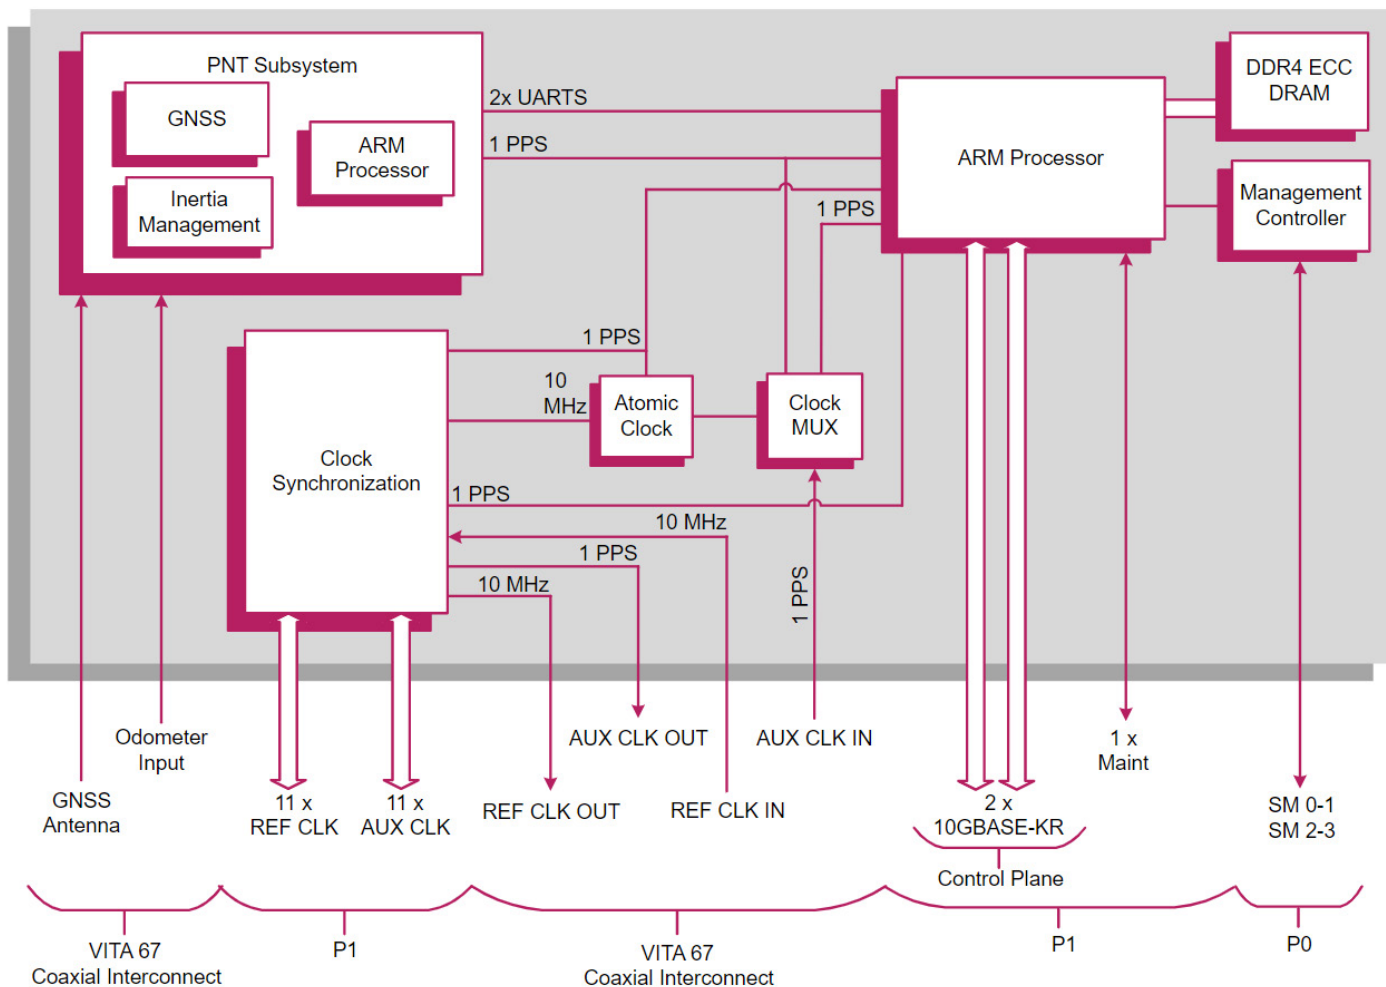 PNT Subsystem
GNSS
ARM
Processor
Inertia
Management
2x UARTS
1 PPS
1 PPS
ARM Processor
DDR4 ECC
DRAM
Management
Controller
1 PPS
10
MHz
Atomic
Clock
Clock
MUX
Clock
Synchronization
1 PPS
10 MHz
1 PPS
10 MHz
1 PPS
Odometer
Input
GNSS
Antenna
11 x
REF CLK
11 x
AUX CLK
REF CLK OUT
AUX CLK OUT
REF CLK IN
AUX CLK IN
2 x
10GBASE-KR
Control Plane
1 x
Maint
SM 0-1
SM 2-3
VITA 67
Coaxial Interconnect
P1
VITA 67
Coaxial Interconnect
P1
P0